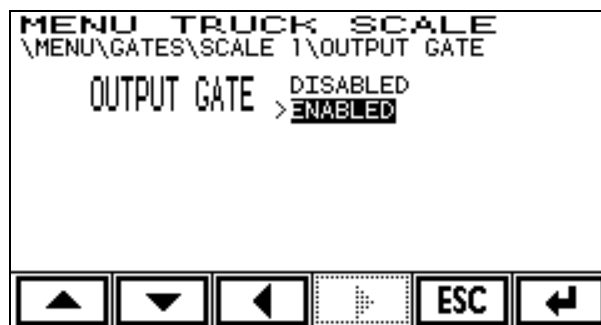 MENU TRUCK SCALE
\MENU\GATES\SCALE 1\OUTPUT GATE
OUTPUT GATE
DISABLED
>ENABLED
ESC